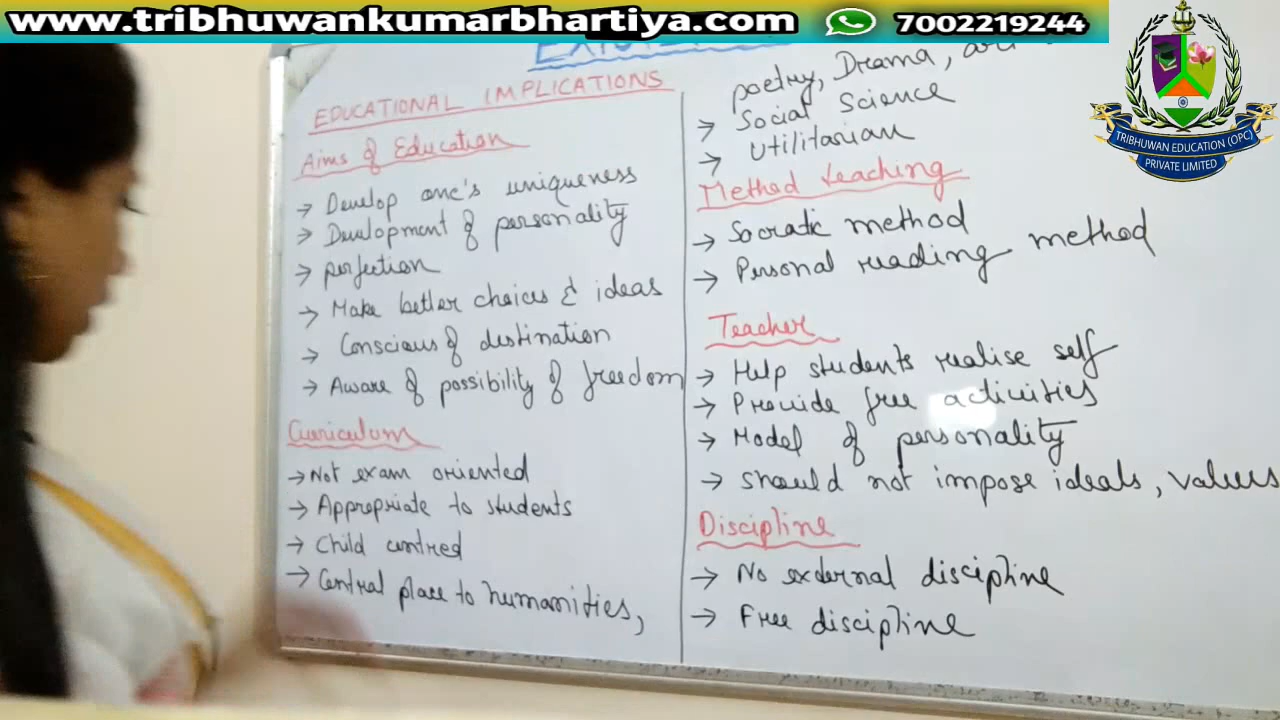 www.tribhuwankumarbhartiya.com 7002219244
TRIBHUWAN EDUCATION (OPC)
PRIVATE LIMITED
EDUCATIONAL IMPLICATIONS
Aims of Education
→ Develop one's uniqueness
→ Development of personality
→ perfection
→ Make better choices & ideas
→ Conscious of destination
→ Aware of possibility of freedom
Curriculum
→ Not exam oriented
→ Appropriate to students
→ Child centred
→ Central place to humanities,
poetry, Drama, art
→ Social Science
→ Utilitarian
Method teaching
→ Socratic method
→ Personal reading method
Teacher
→ Help students realise self
→ Provide free activities
→ Model of personality
→ Should not impose ideals, values
Discipline
→ No external discipline
→ Free discipline